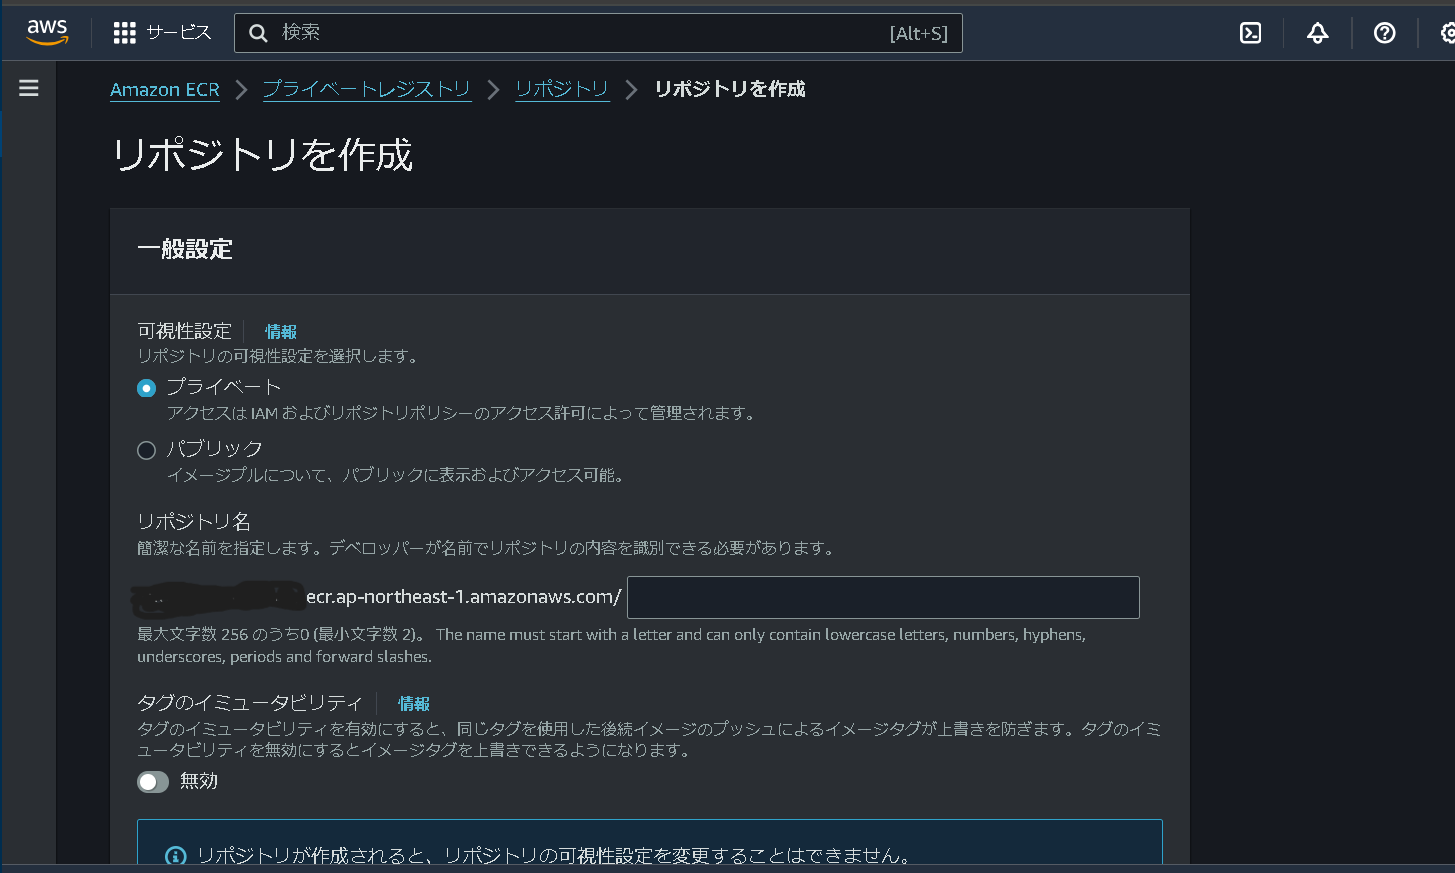 aws
サービス
検索
[Alt+S]
Amazon ECR
プライベートレジストリ
リポジトリ
リポジトリを作成
リポジトリを作成
一般設定
可視性設定
情報
リポジトリの可視性設定を選択します。
プライベート
アクセスは IAM およびリポジトリポリシーのアクセス許可によって管理されます。
パブリック
イメージプルについて、パブリックに表示およびアクセス可能。
リポジトリ名
簡潔な名前を指定します。デベロッパーが名前でリポジトリの内容を識別できる必要があります。
ecr.ap-northeast-1.amazonaws.com/
最大文字数 256 のうち0 (最小文字数 2)。 The name must start with a letter and can only contain lowercase letters, numbers, hyphens,
underscores, periods and forward slashes.
タグのイミュータビリティ
情報
タグのイミュータビリティを有効にすると、同じタグを使用した後続イメージのプッシュによるイメージタグが上書きを防ぎます。タグのイミ
ュータビリティを無効にするとイメージタグを上書きできるようになります。
無効
リポジトリが作成されると、リポジトリの可視性設定を変更することはできません。